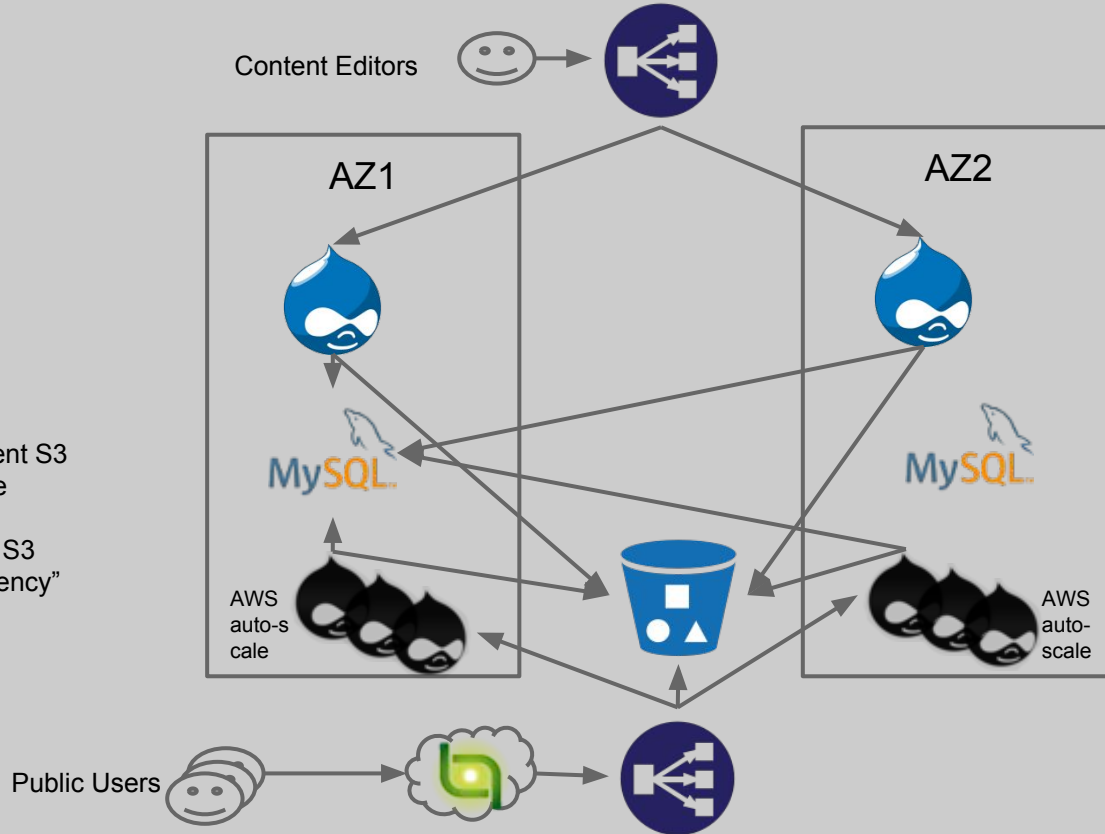 Content Editors
AZ1
AZ2
MySQL
MySQL
ent S3
e
S3
ency”
AWS
auto-s
cale
AWS
auto-
scale
Public Users